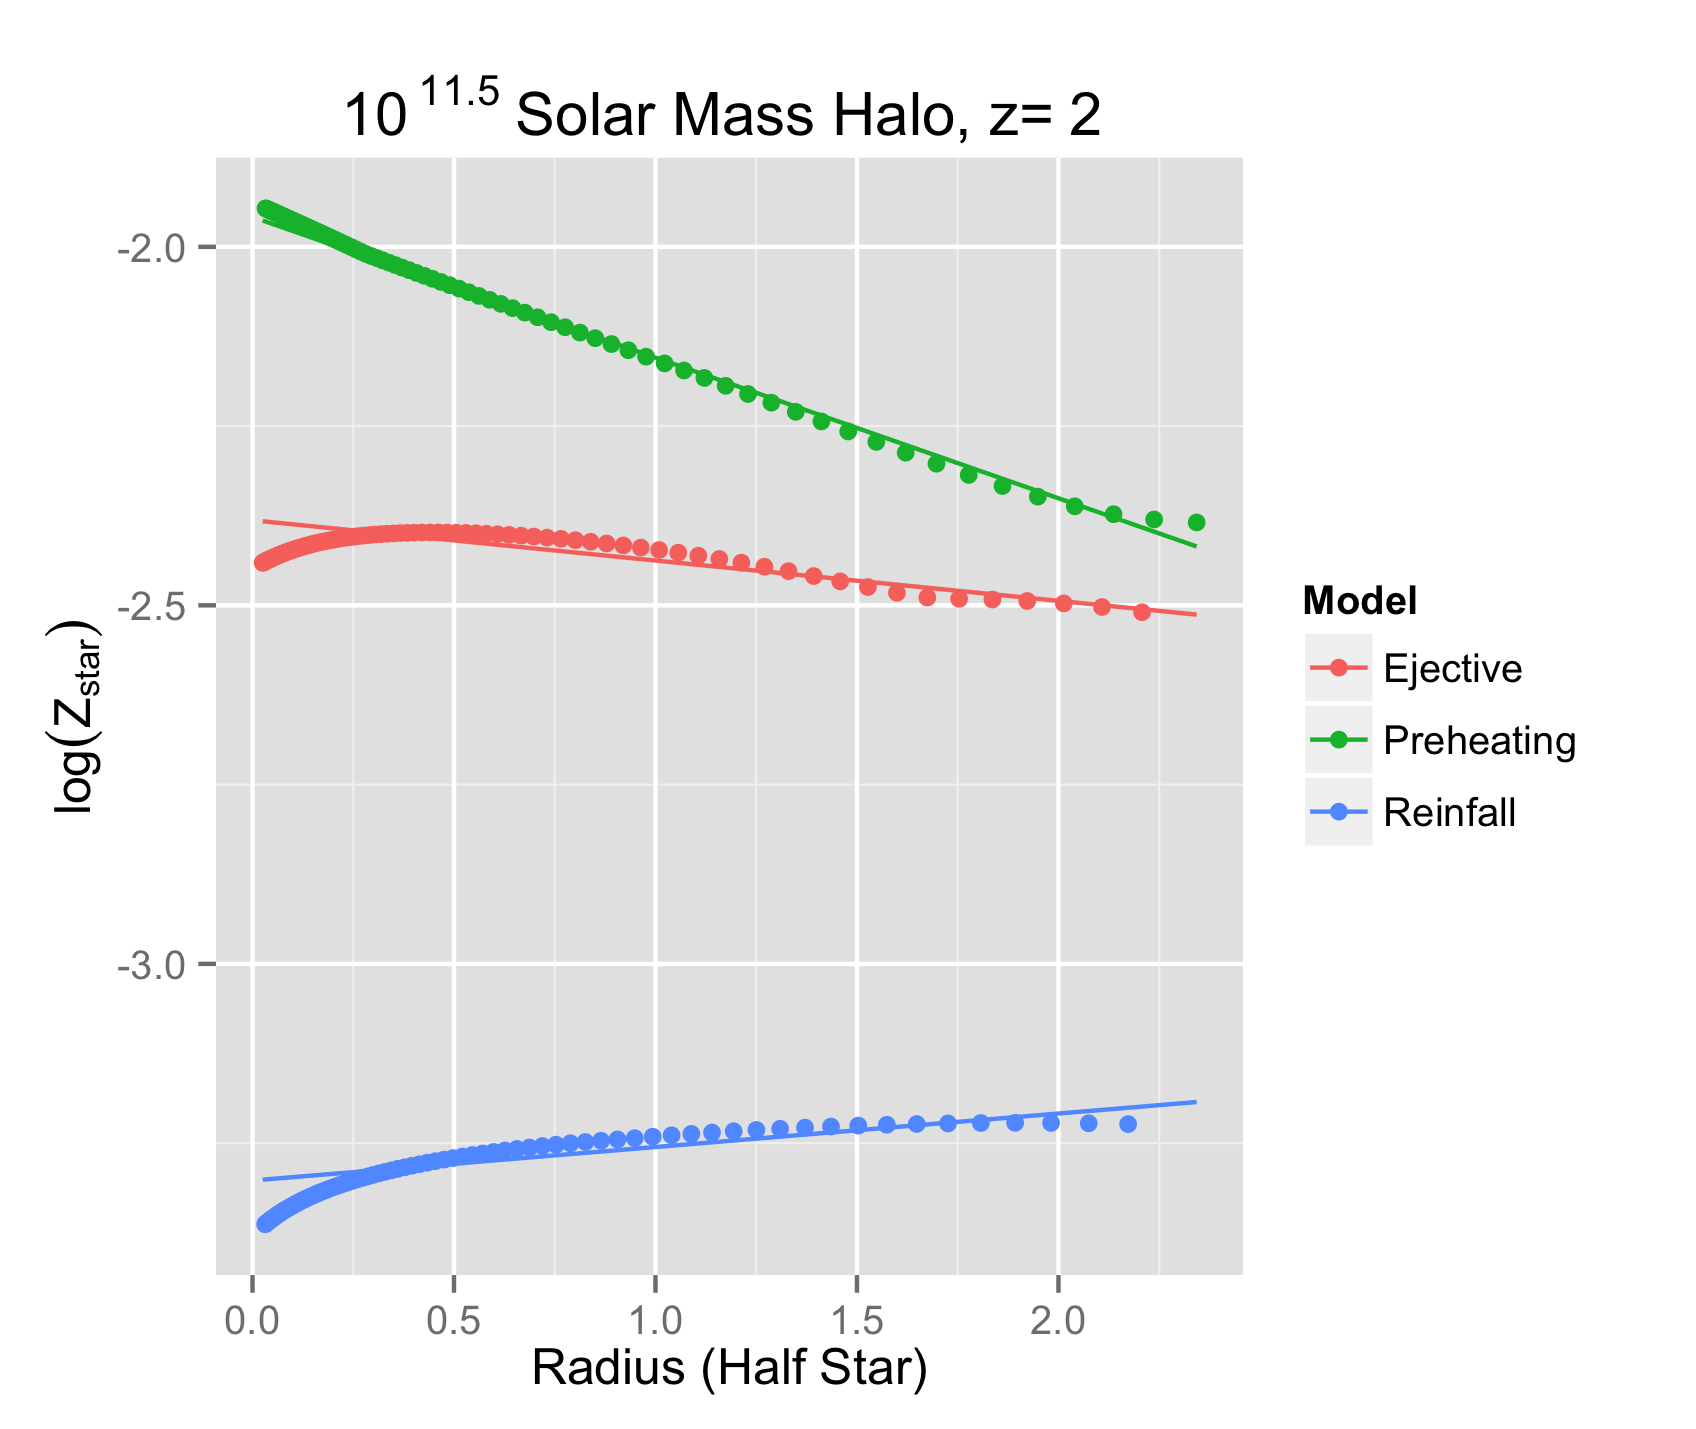 10 11.5 Solar Mass Halo, z= 2
-2.0
-2.5
-3.0
log(Zstar)
0.0 0.5 1.0 1.5 2.0
Radius (Half Star)
Model
Ejective
Preheating
Reinfall